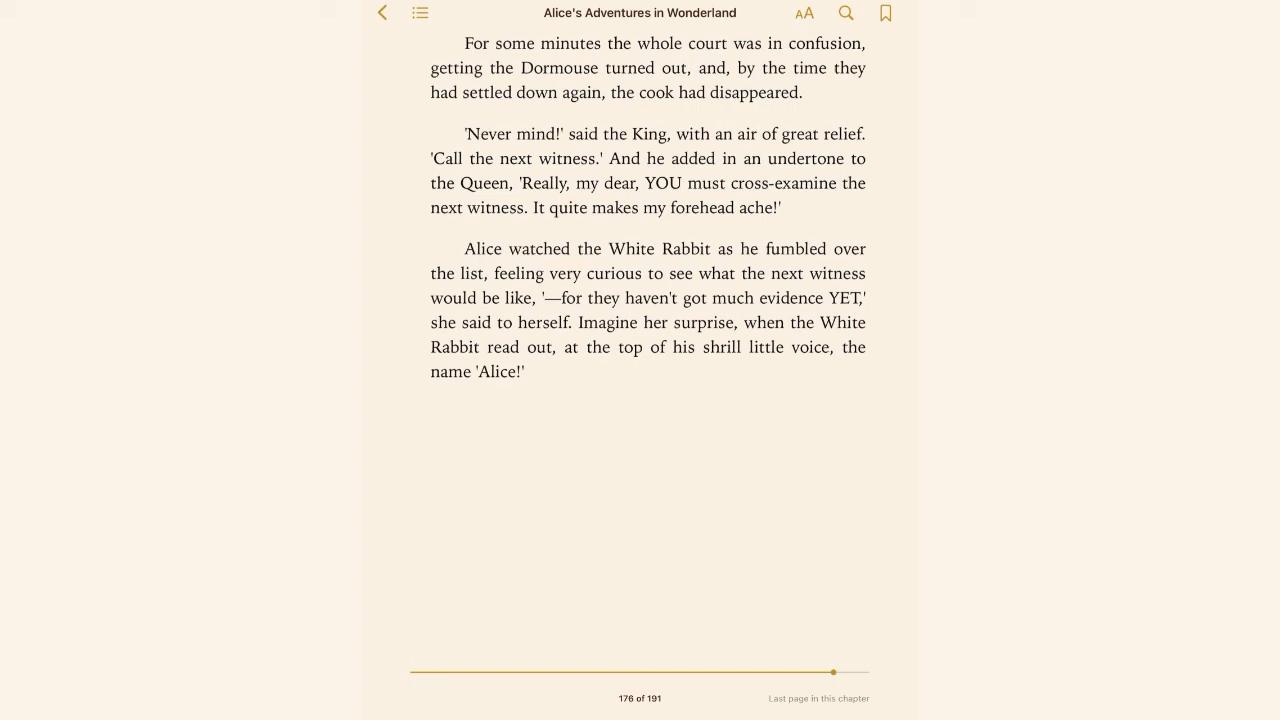 Alice's Adventures in Wonderland
AA
For some minutes the whole court was in confusion,
getting the Dormouse turned out, and, by the time they
had settled down again, the cook had disappeared.
'Never mind!' said the King, with an air of great relief.
'Call the next witness.' And he added in an undertone to
the Queen, 'Really, my dear, YOU must cross-examine the
next witness. It quite makes my forehead ache!'
Alice watched the White Rabbit as he fumbled over
the list, feeling very curious to see what the next witness
would be like, '—for they haven't got much evidence YET,'
she said to herself. Imagine her surprise, when the White
Rabbit read out, at the top of his shrill little voice, the
name 'Alice!'
176 of 191
Last page in this chapter